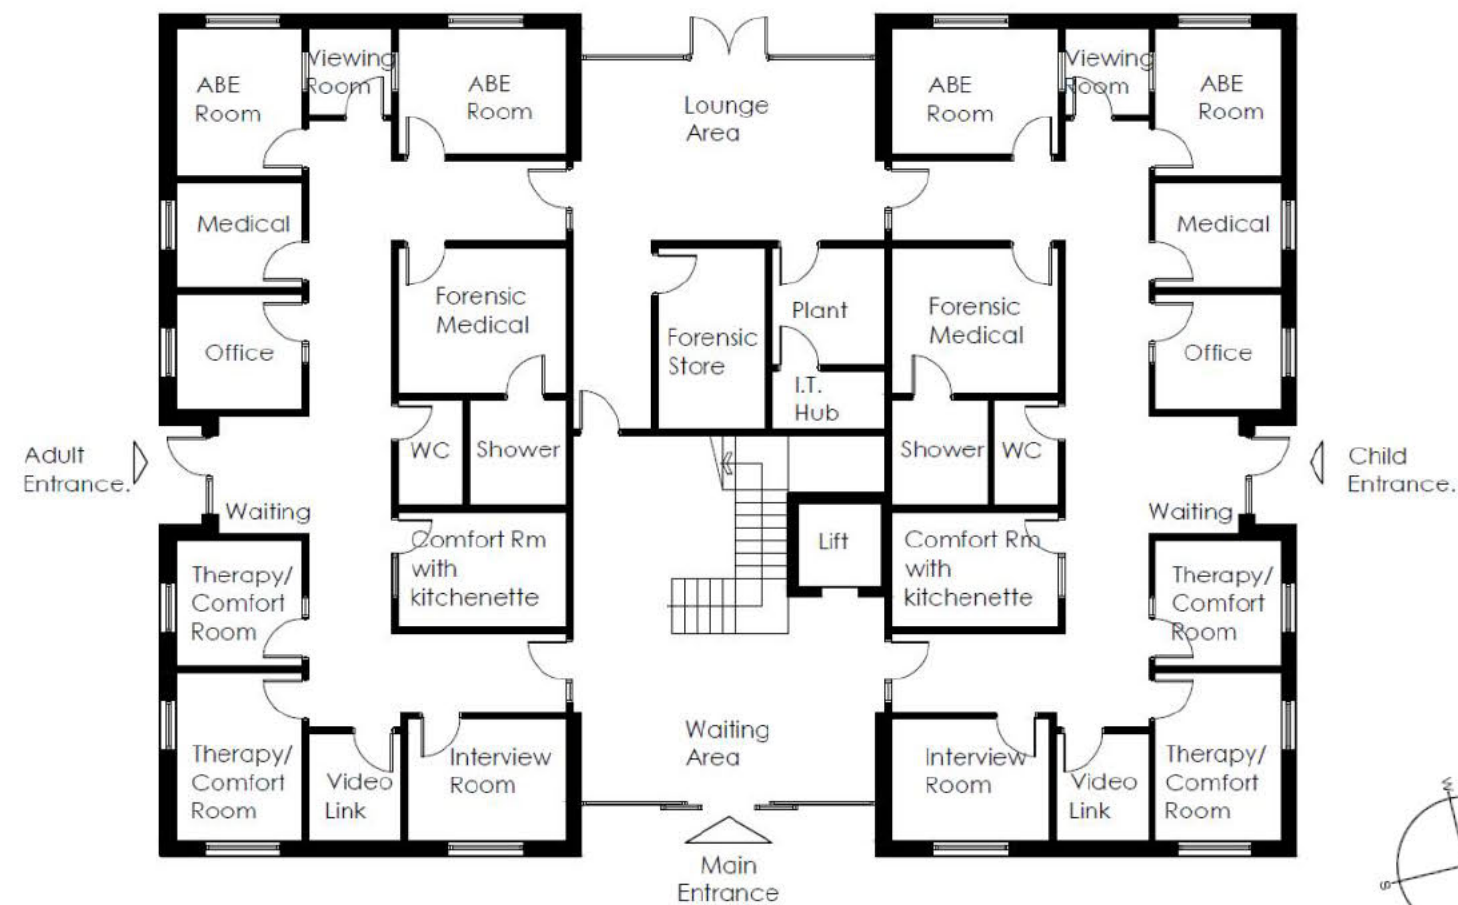 ABE
Room
Viewing
Room
ABE
Room
Lounge
Area
ABE
Room
Viewing
Room
ABE
Room
Medical
Medical
Forensic
Medical
Forensic
Store
Plant
Forensic
Medical
Office
Office
I.T.
Hub
Adult
Entrance.
WC
Shower
Shower
WC
Child
Entrance.
Waiting
Waiting
Comfort Rm
with
kitchenette
Lift
Comfort Rm
with
kitchenette
Therapy/
Comfort
Room
Therapy/
Comfort
Room
Therapy/
Comfort
Room
Video
Link
Interview
Room
Waiting
Area
Interview
Room
Video
Link
Therapy/
Comfort
Room
Main
Entrance
W
S